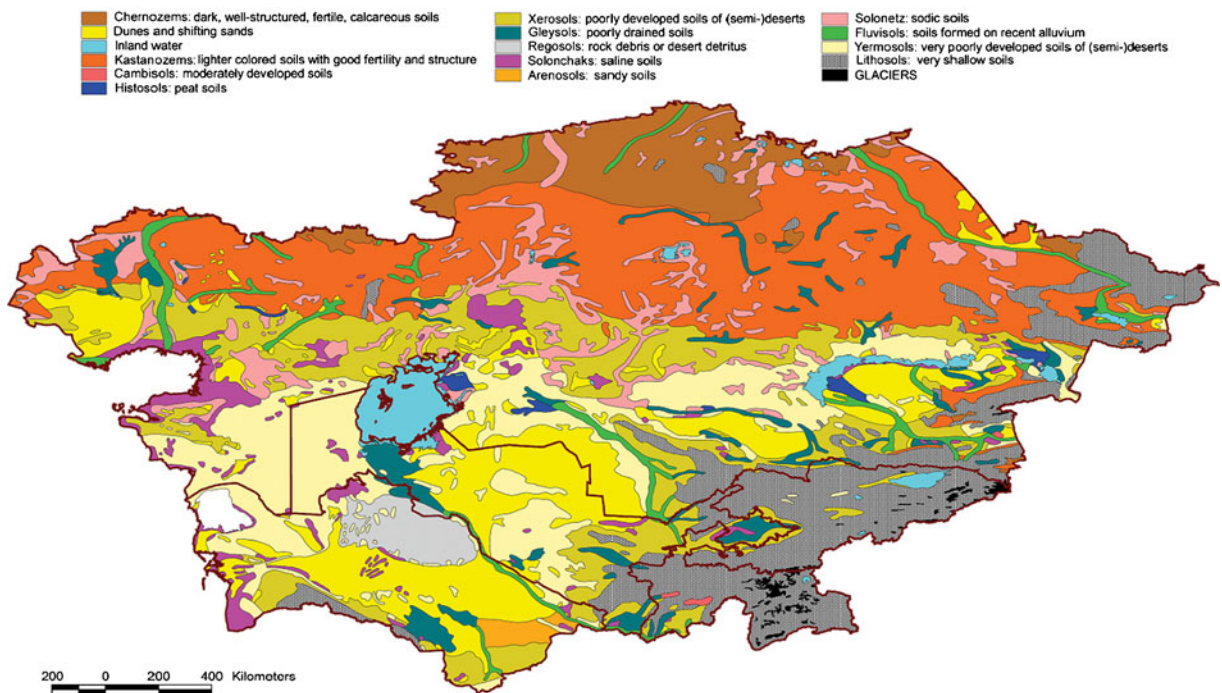 Chernozems: dark, well-structured, fertile, calcareous soils
Dunes and shifting sands
Inland water
Kastanozems: lighter colored soils with good fertility and structure
Cambisols: moderately developed soils
Histosols: peat soils
Xerosols: poorly developed soils of (semi-)deserts
Gleysols: poorly drained soils
Regosols: rock debris or desert detritus
Solonchaks: saline soils
Arenosols: sandy soils
Solonetz: sodic soils
Fluvisols: soils formed on recent alluvium
Yermosols: very poorly developed soils of (semi-)deserts
Lithosols: very shallow soils
GLACIERS
200 0 200 400 Kilometers